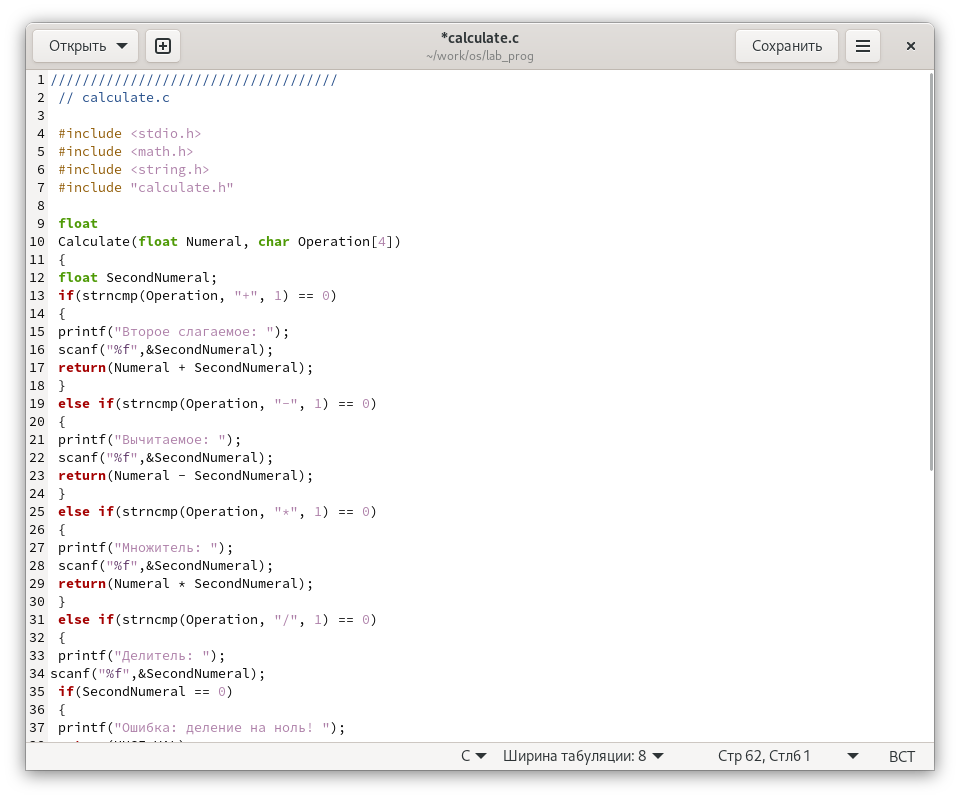 Открыть
*calculate.c
~/work/os/lab_prog
Сохранить
1 ////////////////////////////////////
2 // calculate.c
3
4 #include <stdio.h>
5 #include <math.h>
6 #include <string.h>
7 #include "calculate.h"
8
9 float
10 Calculate(float Numeral, char Operation[4])
11 {
12 float SecondNumeral;
13 if(strncmp(Operation, "+", 1) == 0)
14 {
15 printf("Второе слагаемое: ");
16 scanf("%f",&SecondNumeral);
17 return(Numeral + SecondNumeral);
18 }
19 else if(strncmp(Operation, "-", 1) == 0)
20 {
21 printf("Вычитаемое: ");
22 scanf("%f",&SecondNumeral);
23 return(Numeral - SecondNumeral);
24 }
25 else if(strncmp(Operation, "*", 1) == 0)
26 {
27 printf("Множитель: ");
28 scanf("%f",&SecondNumeral);
29 return(Numeral * SecondNumeral);
30 }
31 else if(strncmp(Operation, "/", 1) == 0)
32 {
33 printf("Делитель: ");
34 scanf("%f",&SecondNumeral);
35 if(SecondNumeral == 0)
36 {
37 printf("Ошибка: деление на ноль! ");
C
Ширина табуляции: 8
Стр 62, Стлб 1
ВСТ